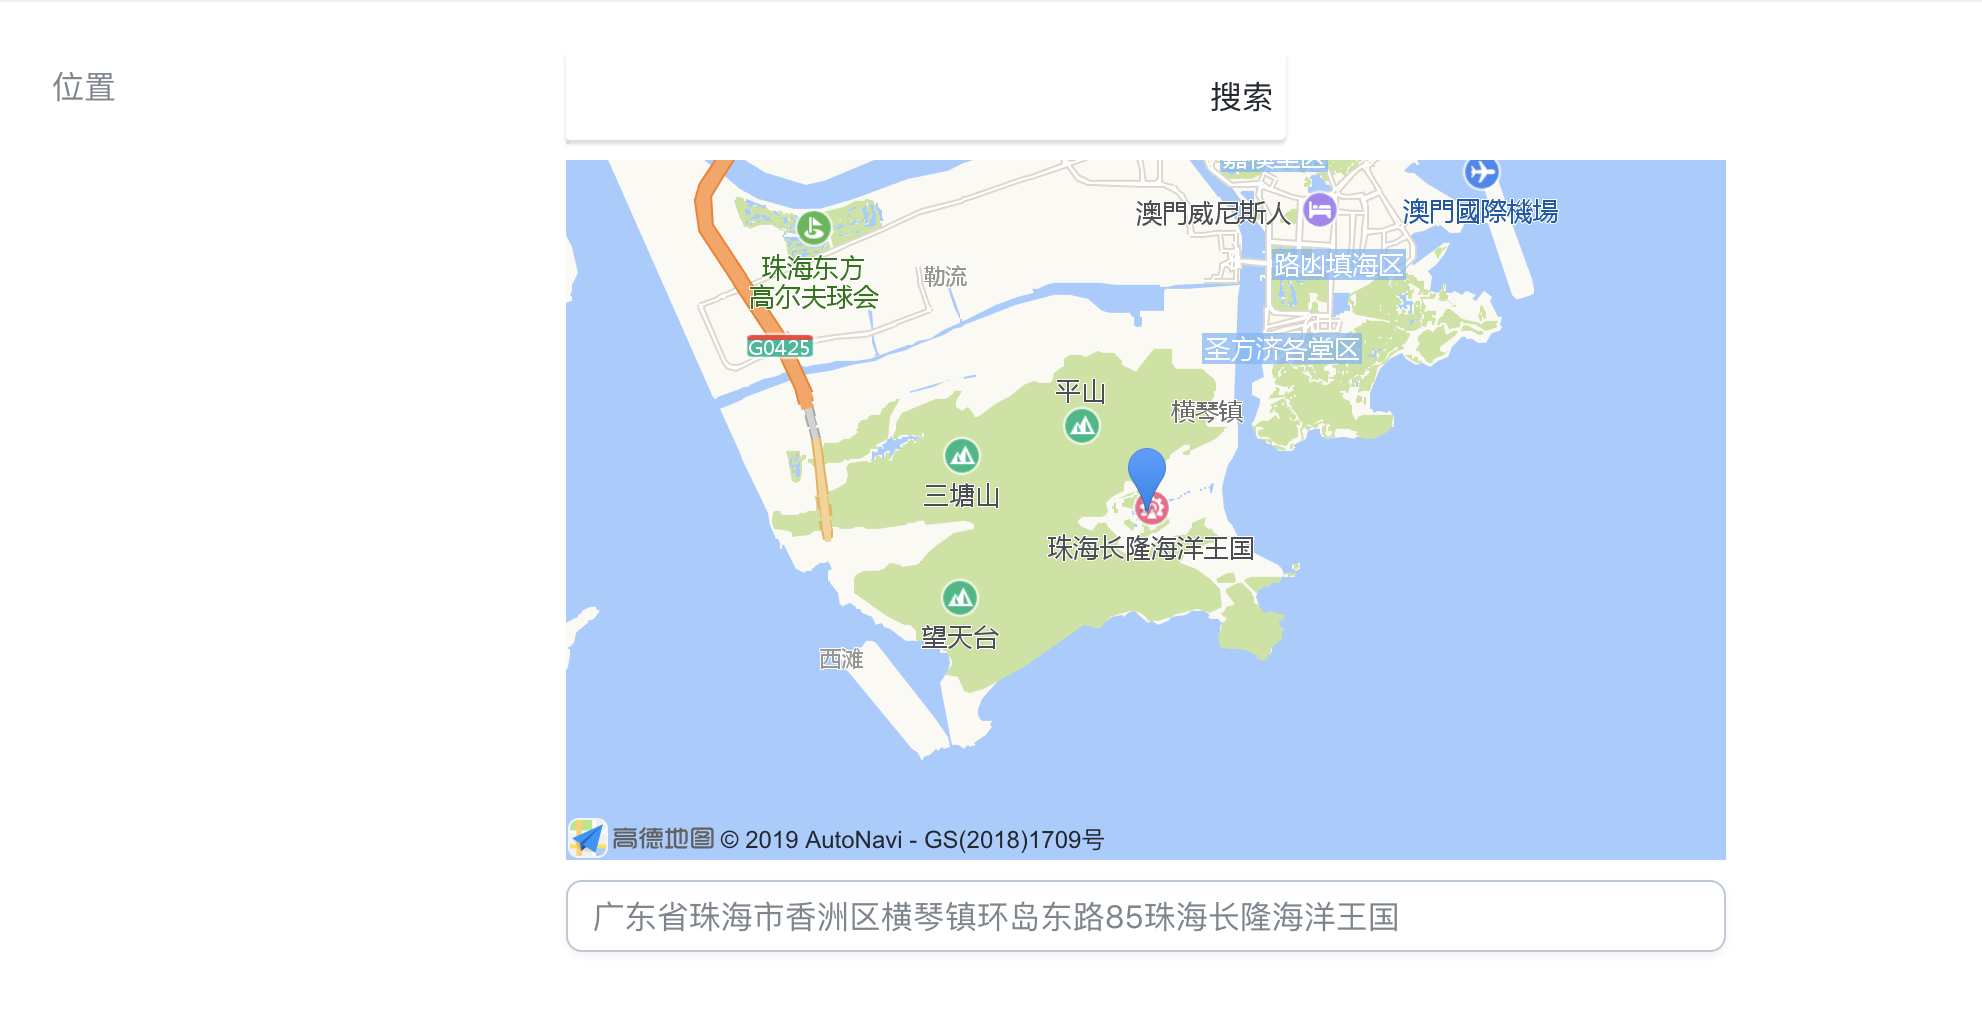 位置
搜索
嘉模堂区
澳門威尼斯人
澳門國際機場
珠海东方
高尔夫球会
勒流
路凼填海区
G0425
圣方济各堂区
平山
横琴镇
三塘山
珠海长隆海洋王国
望天台
西滩
高德地图 © 2019 AutoNavi - GS(2018)1709号
广东省珠海市香洲区横琴镇环岛东路85珠海长隆海洋王国